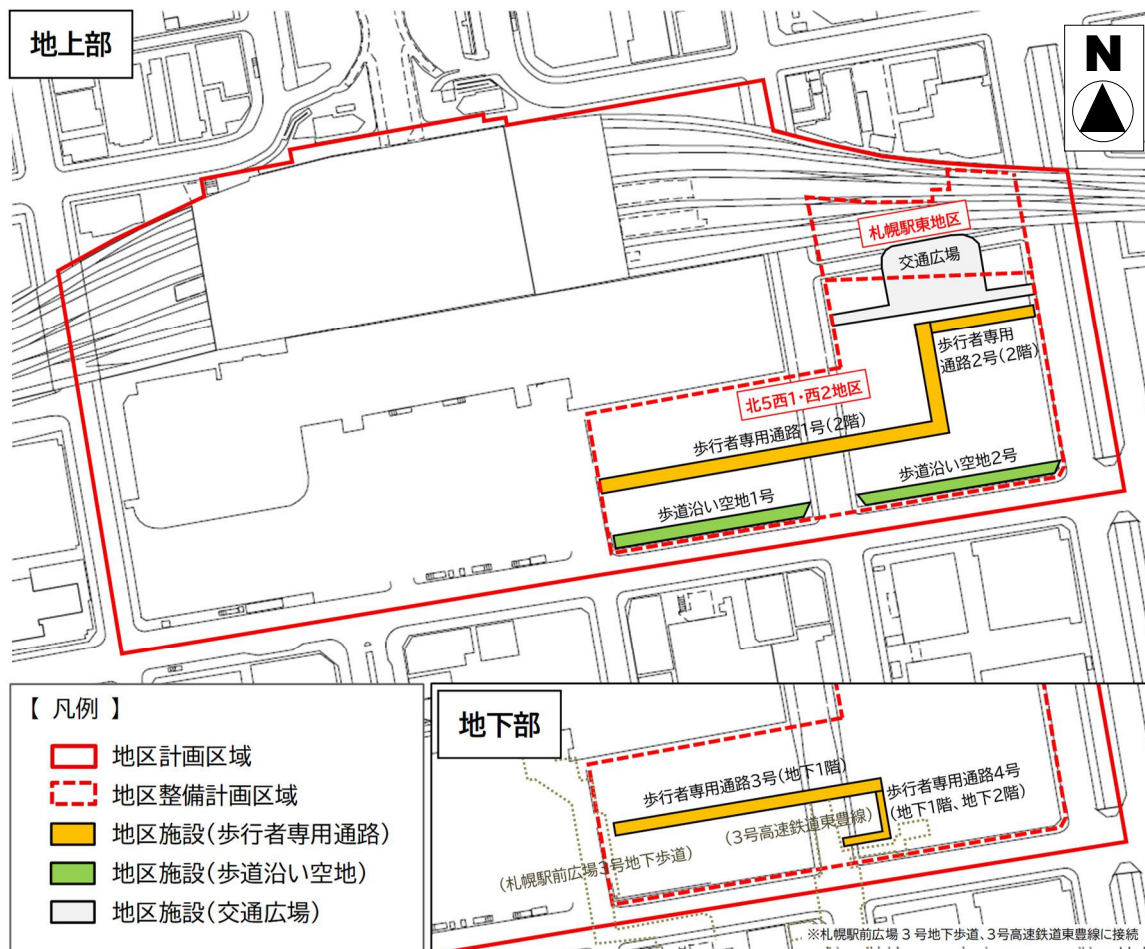 地上部
N
札幌駅東地区
交通広場
歩行者専用
通路2号(2階)
北5西1・西2地区
歩行者専用通路1号(2階)
歩道沿い空地2号
歩道沿い空地1号
【 凡例 】
地区計画区域
地区整備計画区域
地区施設(歩行者専用通路)
地区施設(歩道沿い空地)
地区施設(交通広場)
地下部
歩行者専用通路3号(地下1階)
歩行者専用通路4号
(地下1階、地下2階)
(3号高速鉄道東豊線)
(札幌駅前広場3号地下歩道)
※札幌駅前広場 3 号地下歩道、3号高速鉄道東豊線に接続